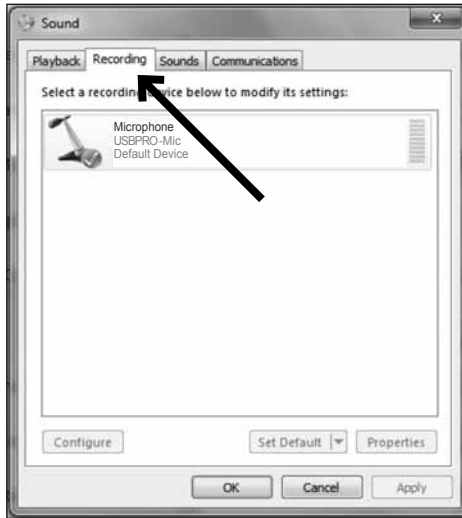 Sound
Playback Recording Sounds Communications
Select a recording device below to modify its settings:
Microphone
USBPRO-Mic
Default Device
Configure Set Default Properties
OK Cancel Apply